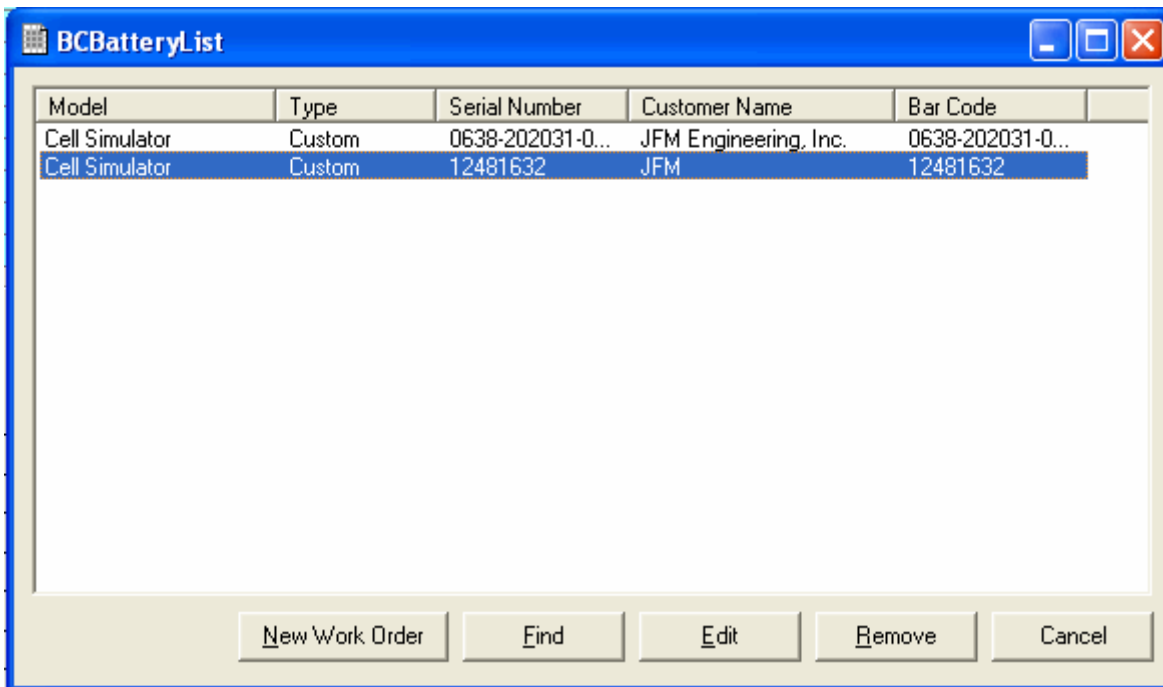 BCBatteryList
Model Type Serial Number Customer Name Bar Code
Cell Simulator Custom 0638-202031-0... JFM Engineering, Inc. 0638-202031-0...
Cell Simulator Custom 12481632 JFM 12481632
New Work Order Find Edit Remove Cancel